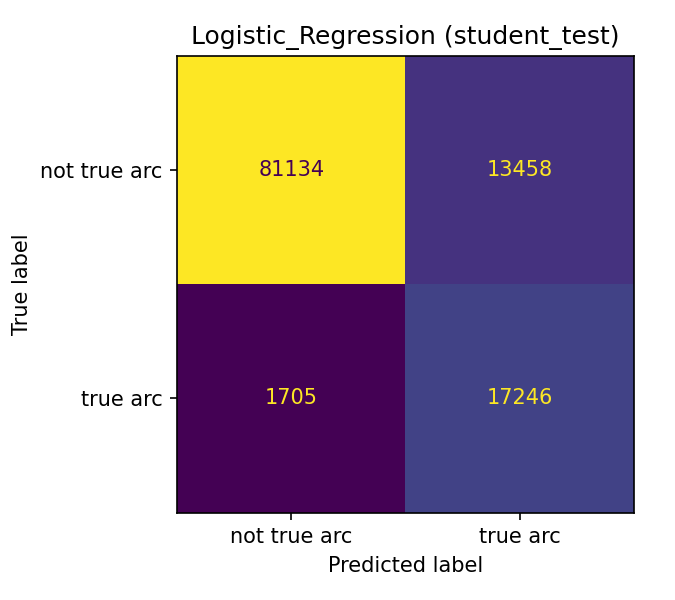 Logistic_Regression (student_test)
True label
not true arc
81134
13458
true arc
1705
17246
not true arc
true arc
Predicted label